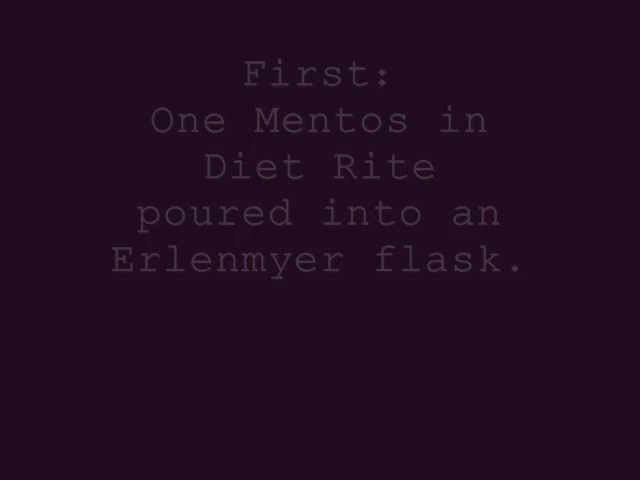 First:
One Mentos in
Diet Rite
poured into an
Erlenmyer flask.